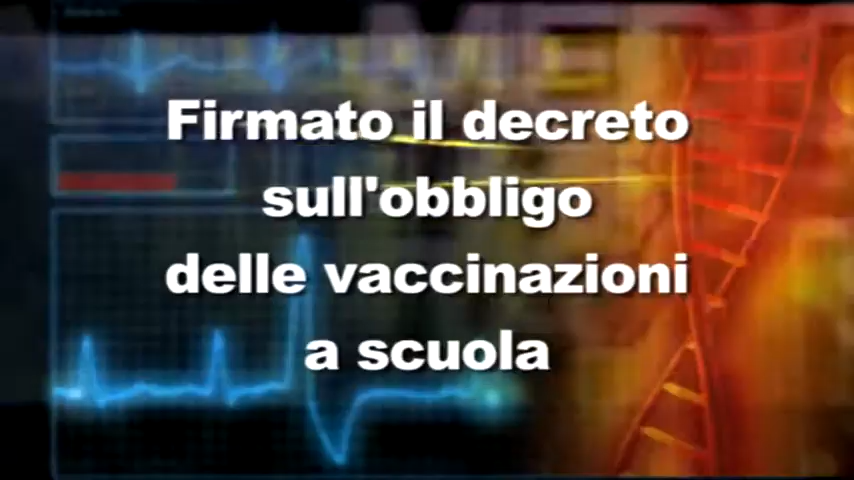 Firmato il decreto
sull'obbligo
delle vaccinazioni
a scuola